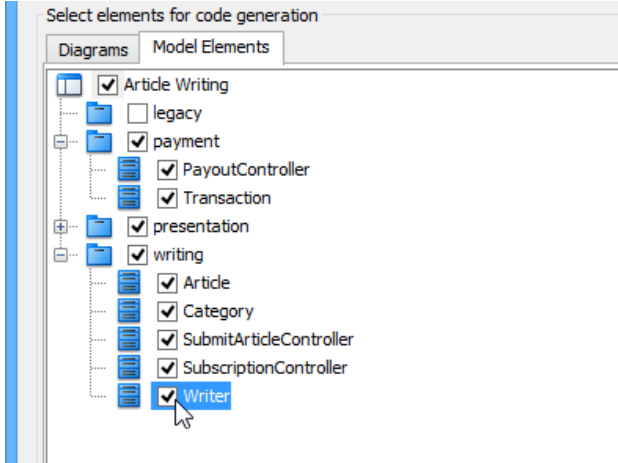 Select elements for code generation
Diagrams Model Elements
Article Writing
legacy
payment
PayoutController
Transaction
presentation
writing
Article
Category
SubmitArticleController
SubscriptionController
Writer